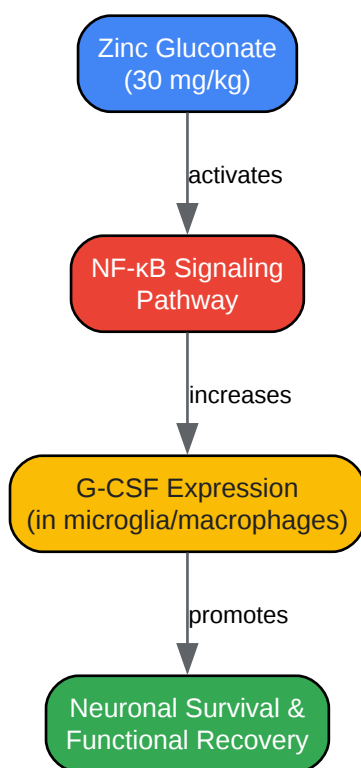 Zinc Gluconate
(30 mg/kg)
activates
NF-κB Signaling
Pathway
increases
G-CSF Expression
(in microglia/macrophages)
promotes
Neuronal Survival &
Functional Recovery